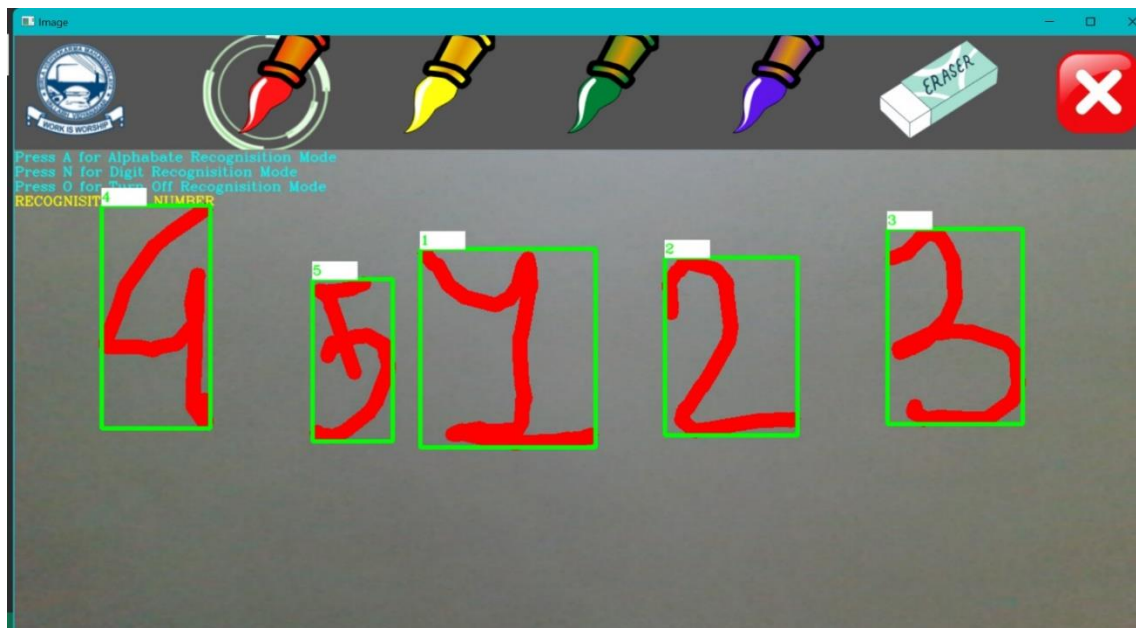 Image
WORK IS WORSHIP
ERASER
Press A for Alphabate Recognisition Mode
Press N for Digit Recognisition Mode
Press O for Turn Off Recognisition Mode
RECOGNISIT NUMBER
4 5 1 2 3
4 5 1 2 3